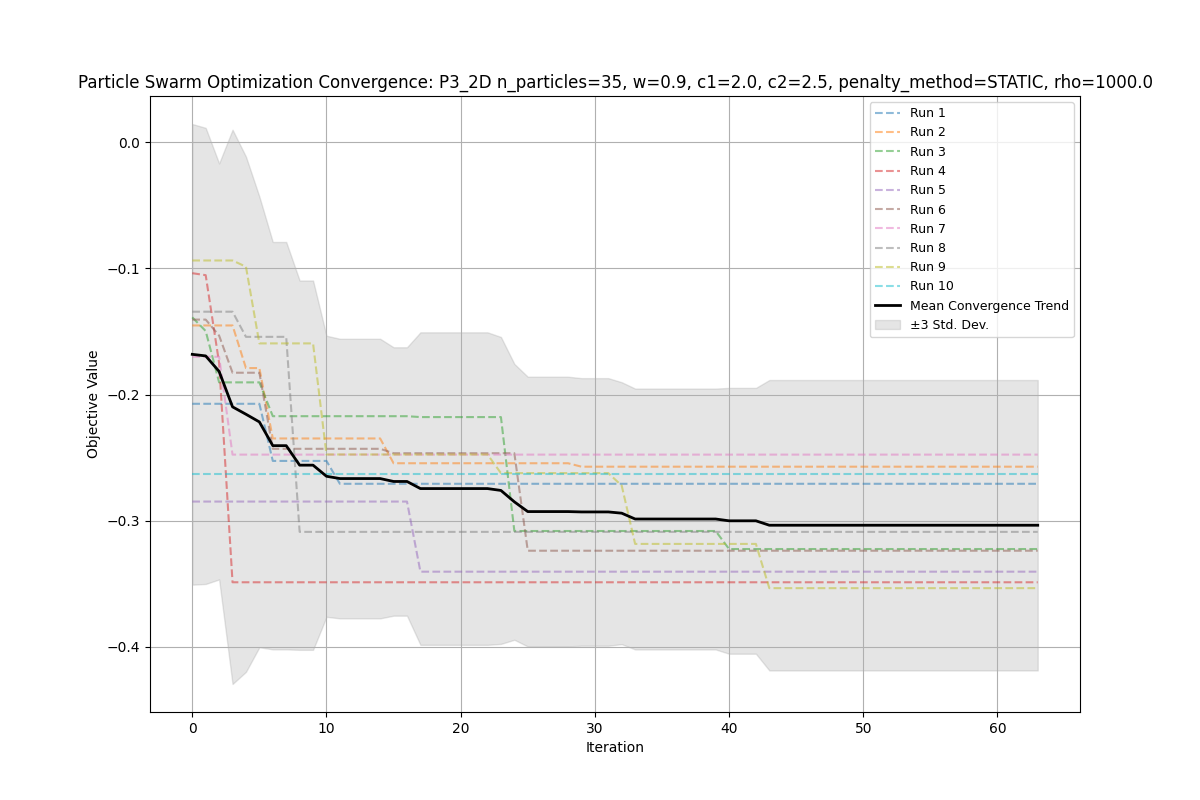 Particle Swarm Optimization Convergence: P3_2D n_particles=35, w=0.9, c1=2.0, c2=2.5, penalty_method=STATIC, rho=1000.0
Run 1
Run 2
Run 3
Run 4
Run 5
Run 6
Run 7
Run 8
Run 9
Run 10
Mean Convergence Trend
±3 Std. Dev.
Objective Value
0.0
−0.1
−0.2
−0.3
−0.4
0 10 20 30 40 50 60
Iteration